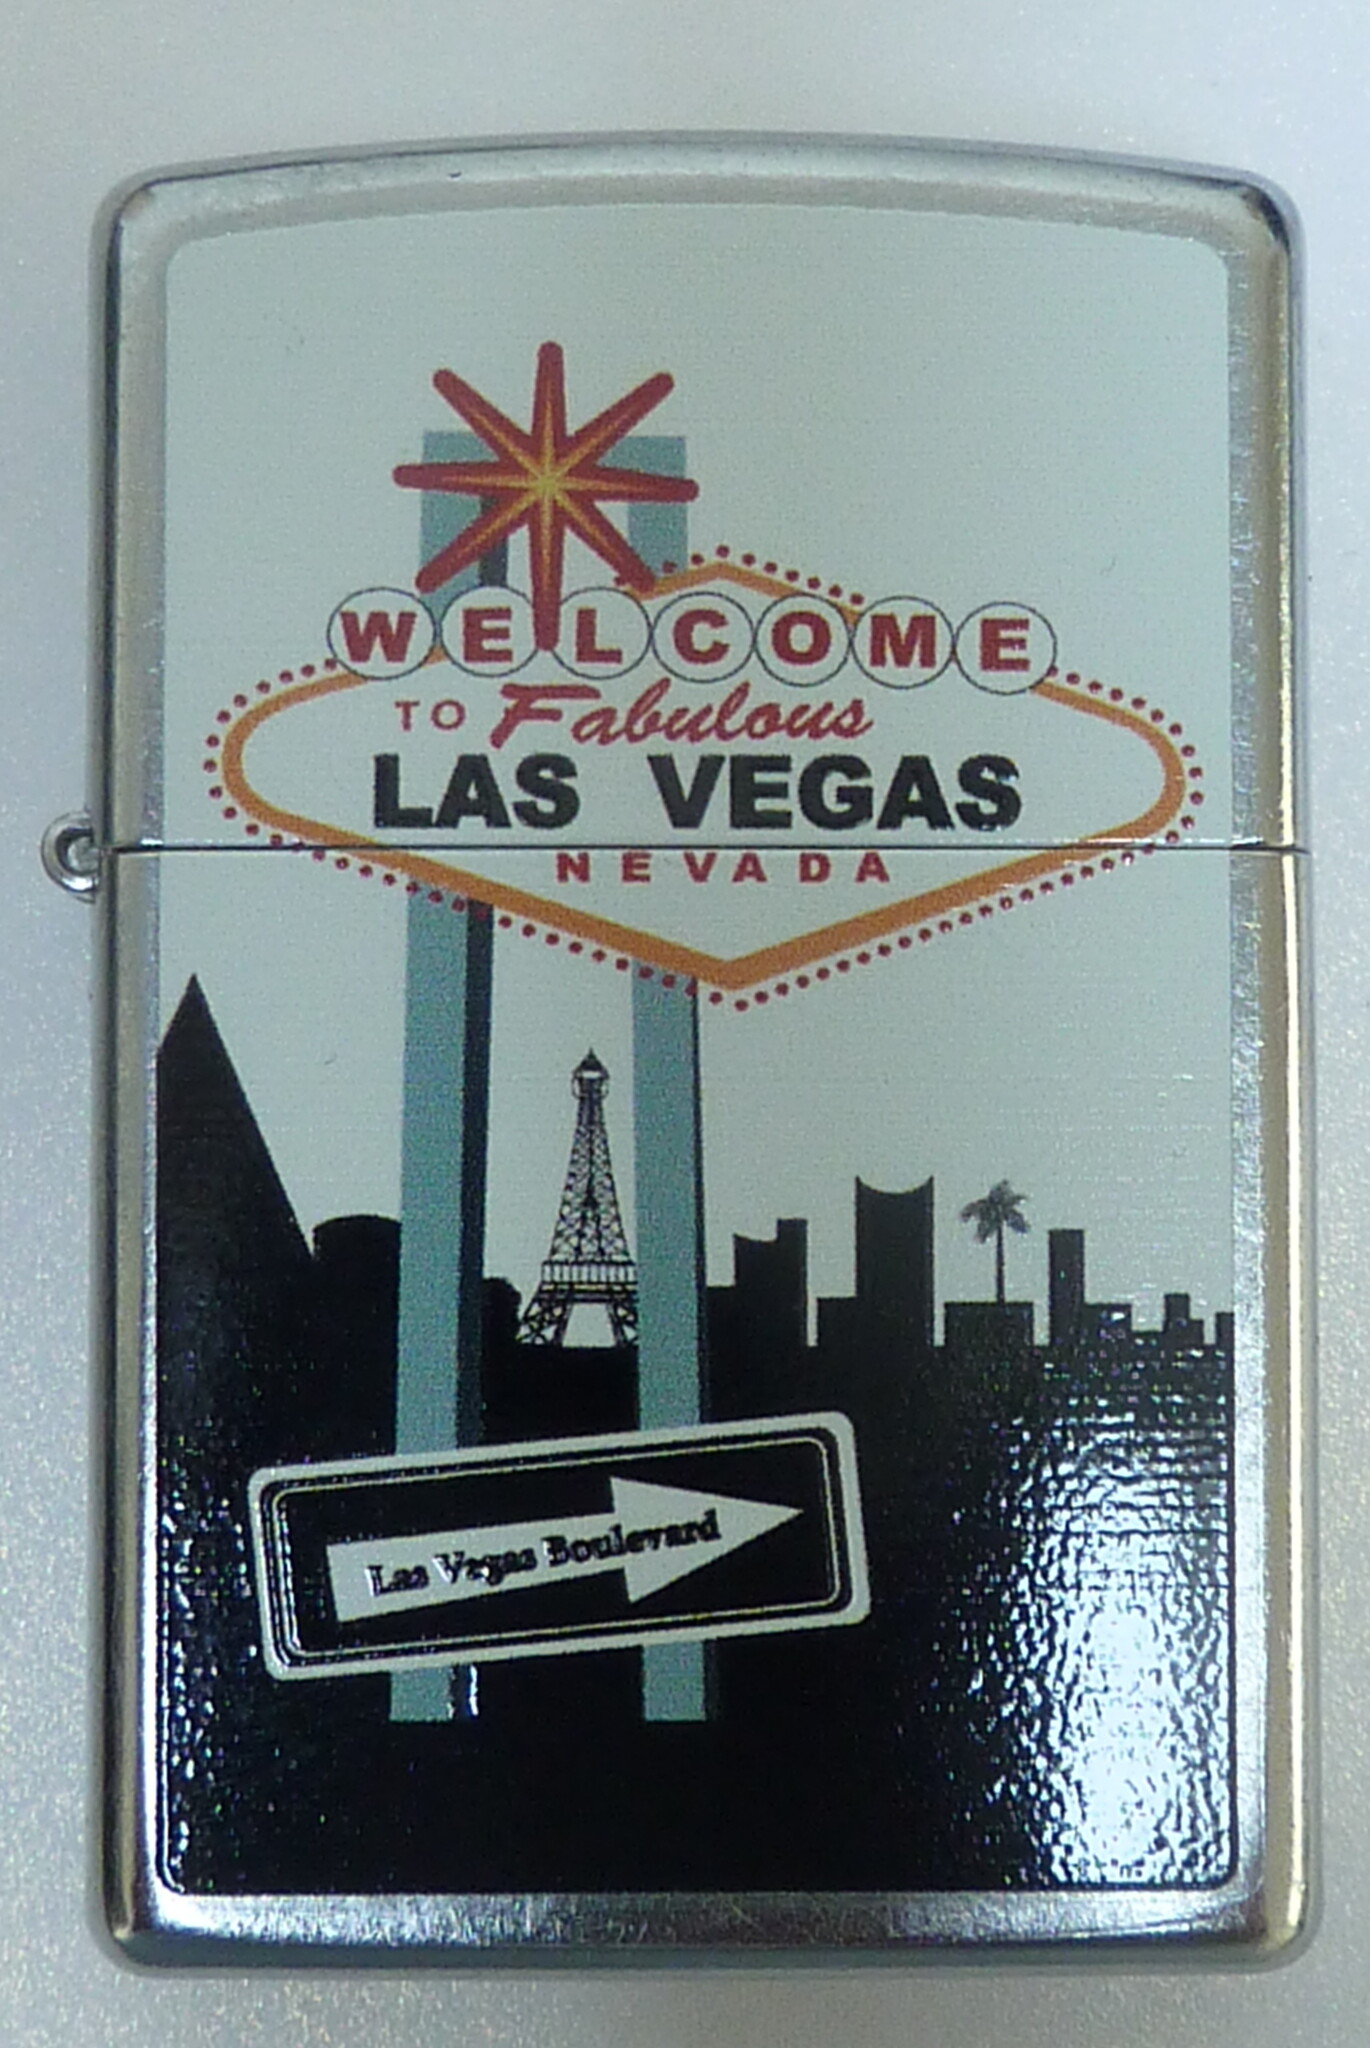 WELCOME
TO Fabulous
LAS VEGAS
NEVADA
Las Vegas Boulevard